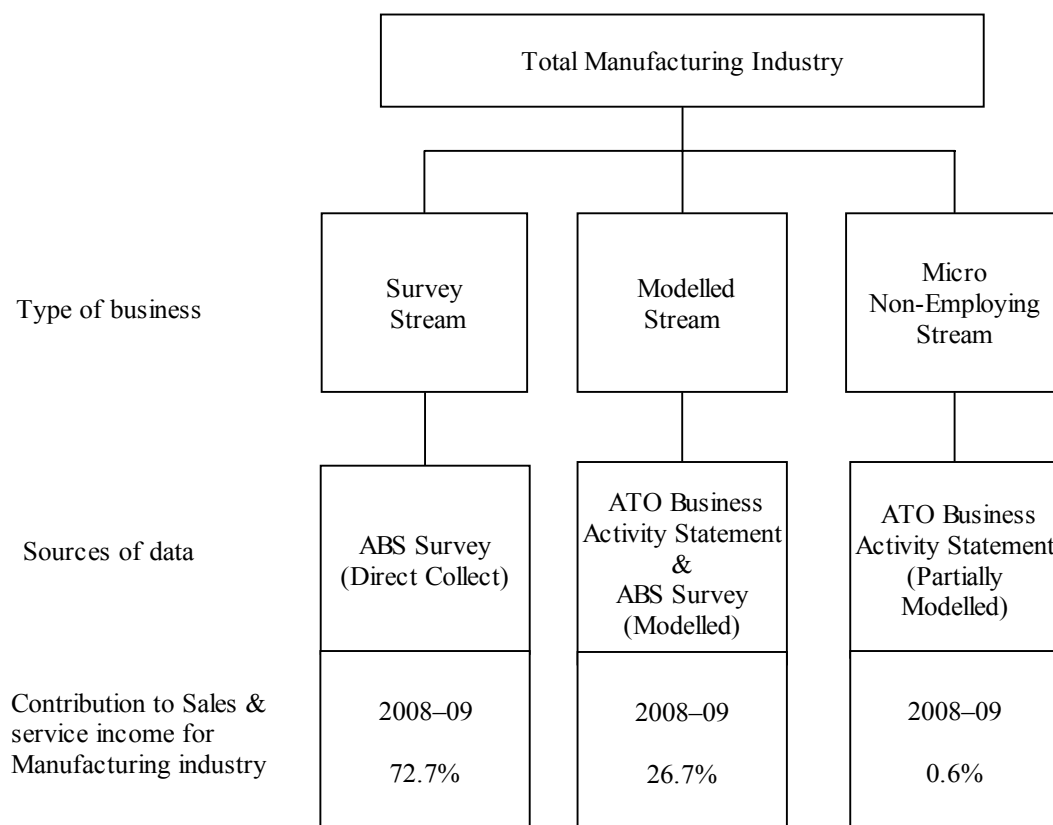 Total Manufacturing Industry
Type of business
Survey
Stream
Modelled
Stream
Micro
Non-Employing
Stream
Sources of data
ABS Survey
(Direct Collect)
ATO Business
Activity Statement
&
ABS Survey
(Modelled)
ATO Business
Activity Statement
(Partially
Modelled)
Contribution to Sales &
service income for
Manufacturing industry
2008–09
72.7%
2008–09
26.7%
2008–09
0.6%